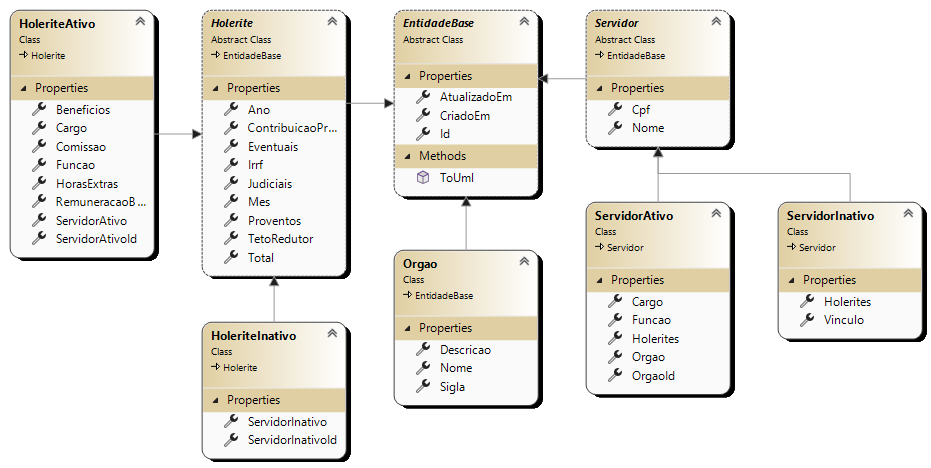 HoleriteAtivo
Class
Holerite
Properties
Beneficios
Cargo
Comissao
Funcao
HorasExtras
RemuneracaoB...
ServidorAtivo
ServidorAtivoId
Holerite
Abstract Class
EntidadeBase
Properties
Ano
ContribuicaoPr...
Eventuais
Irrf
Judiciais
Mes
Proventos
TetoRedutor
Total
EntidadeBase
Abstract Class
Properties
AtualizadoEm
CriadoEm
Id
Methods
ToUml
Servidor
Abstract Class
EntidadeBase
Properties
Cpf
Nome
HoleriteInativo
Class
Holerite
Properties
ServidorInativo
ServidorInativoId
Orgao
Class
EntidadeBase
Properties
Descricao
Nome
Sigla
ServidorAtivo
Class
Servidor
Properties
Cargo
Funcao
Holerites
Orgao
OrgaoId
ServidorInativo
Class
Servidor
Properties
Holerites
Vinculo